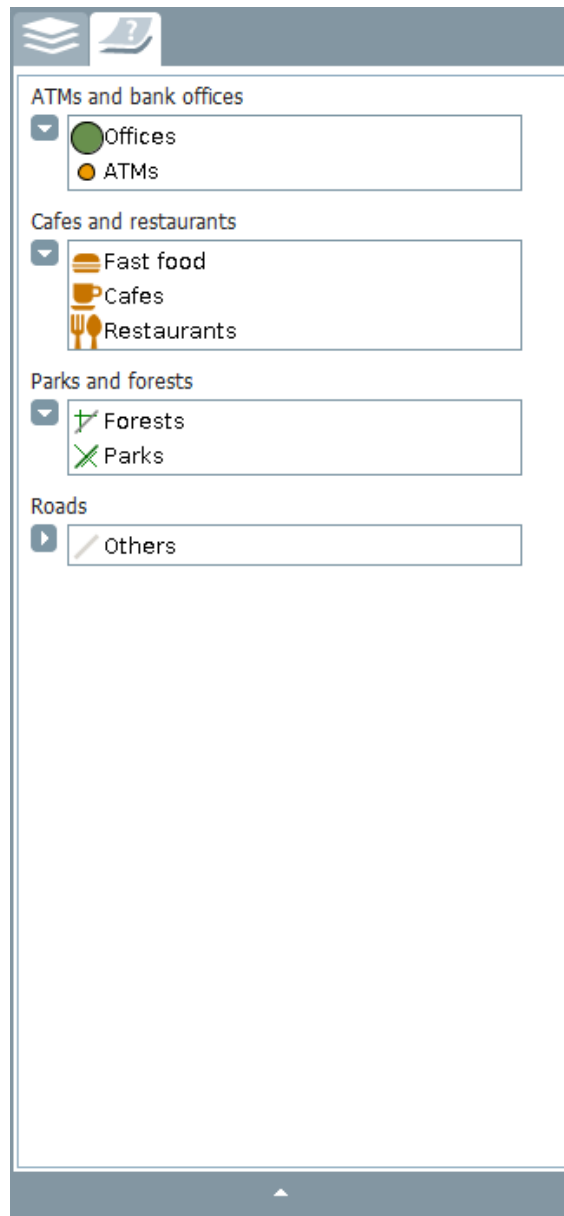 ?
ATMs and bank offices
Offices
ATMs
Cafes and restaurants
Fast food
Cafes
Restaurants
Parks and forests
Forests
Parks
Roads
Others